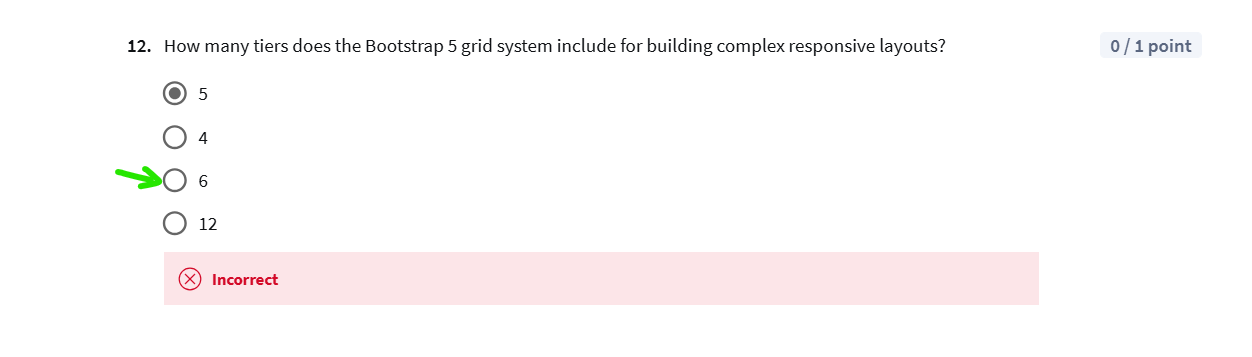 12. How many tiers does the Bootstrap 5 grid system include for building complex responsive layouts? 0 / 1 point
5
4
6
12
Incorrect